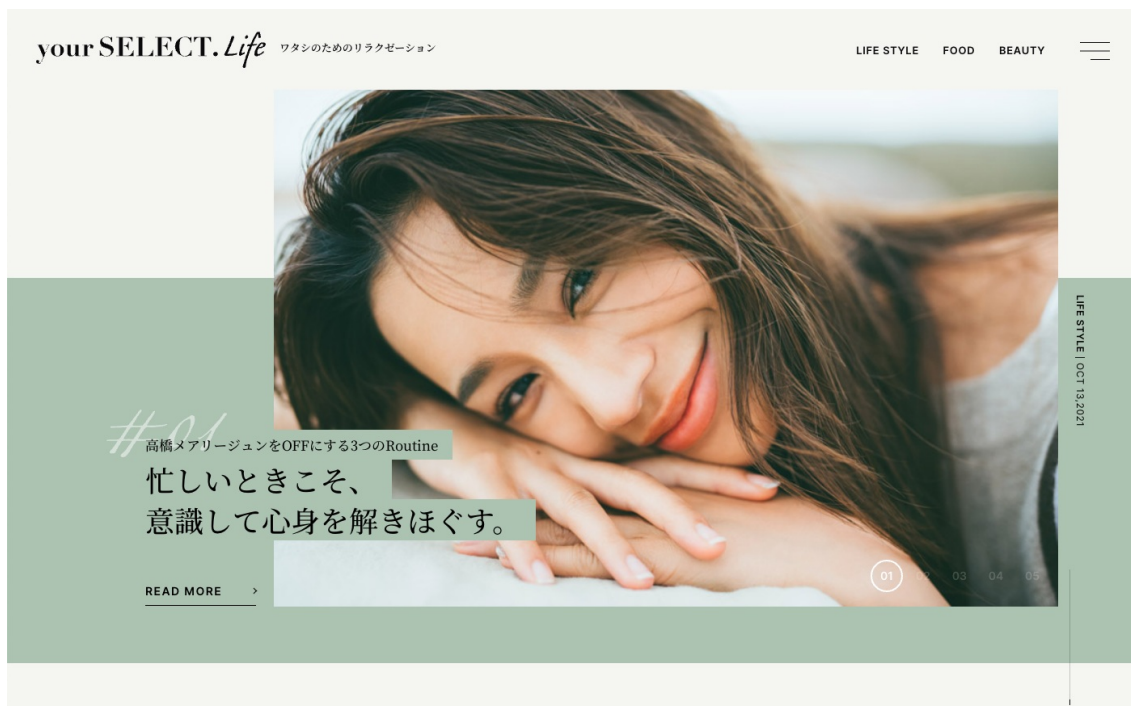 your SELECT. Life
ワタシのためのリラクゼーション
LIFE STYLE
FOOD
BEAUTY
LIFE STYLE | OCT 13,2021
#01
高橋メアリージュンをOFFにする3つのRoutine
忙しいときこそ、
意識して心身を解きほぐす。
READ MORE
01 02 03 04 05